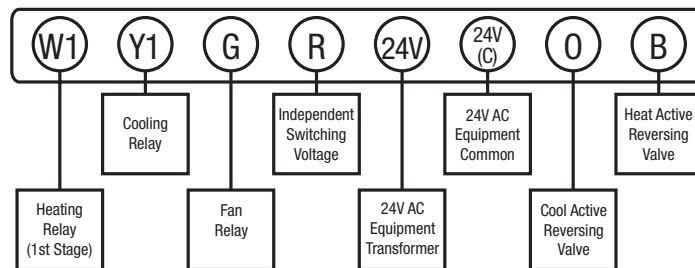 W1 Y1 G R 24V 24V (C) O B
Cooling
Relay
Independent
Switching
Voltage
24V AC
Equipment
Common
Heat Active
Reversing
Valve
Heating
Relay
(1st Stage)
Fan
Relay
24V AC
Equipment
Transformer
Cool Active
Reversing
Valve